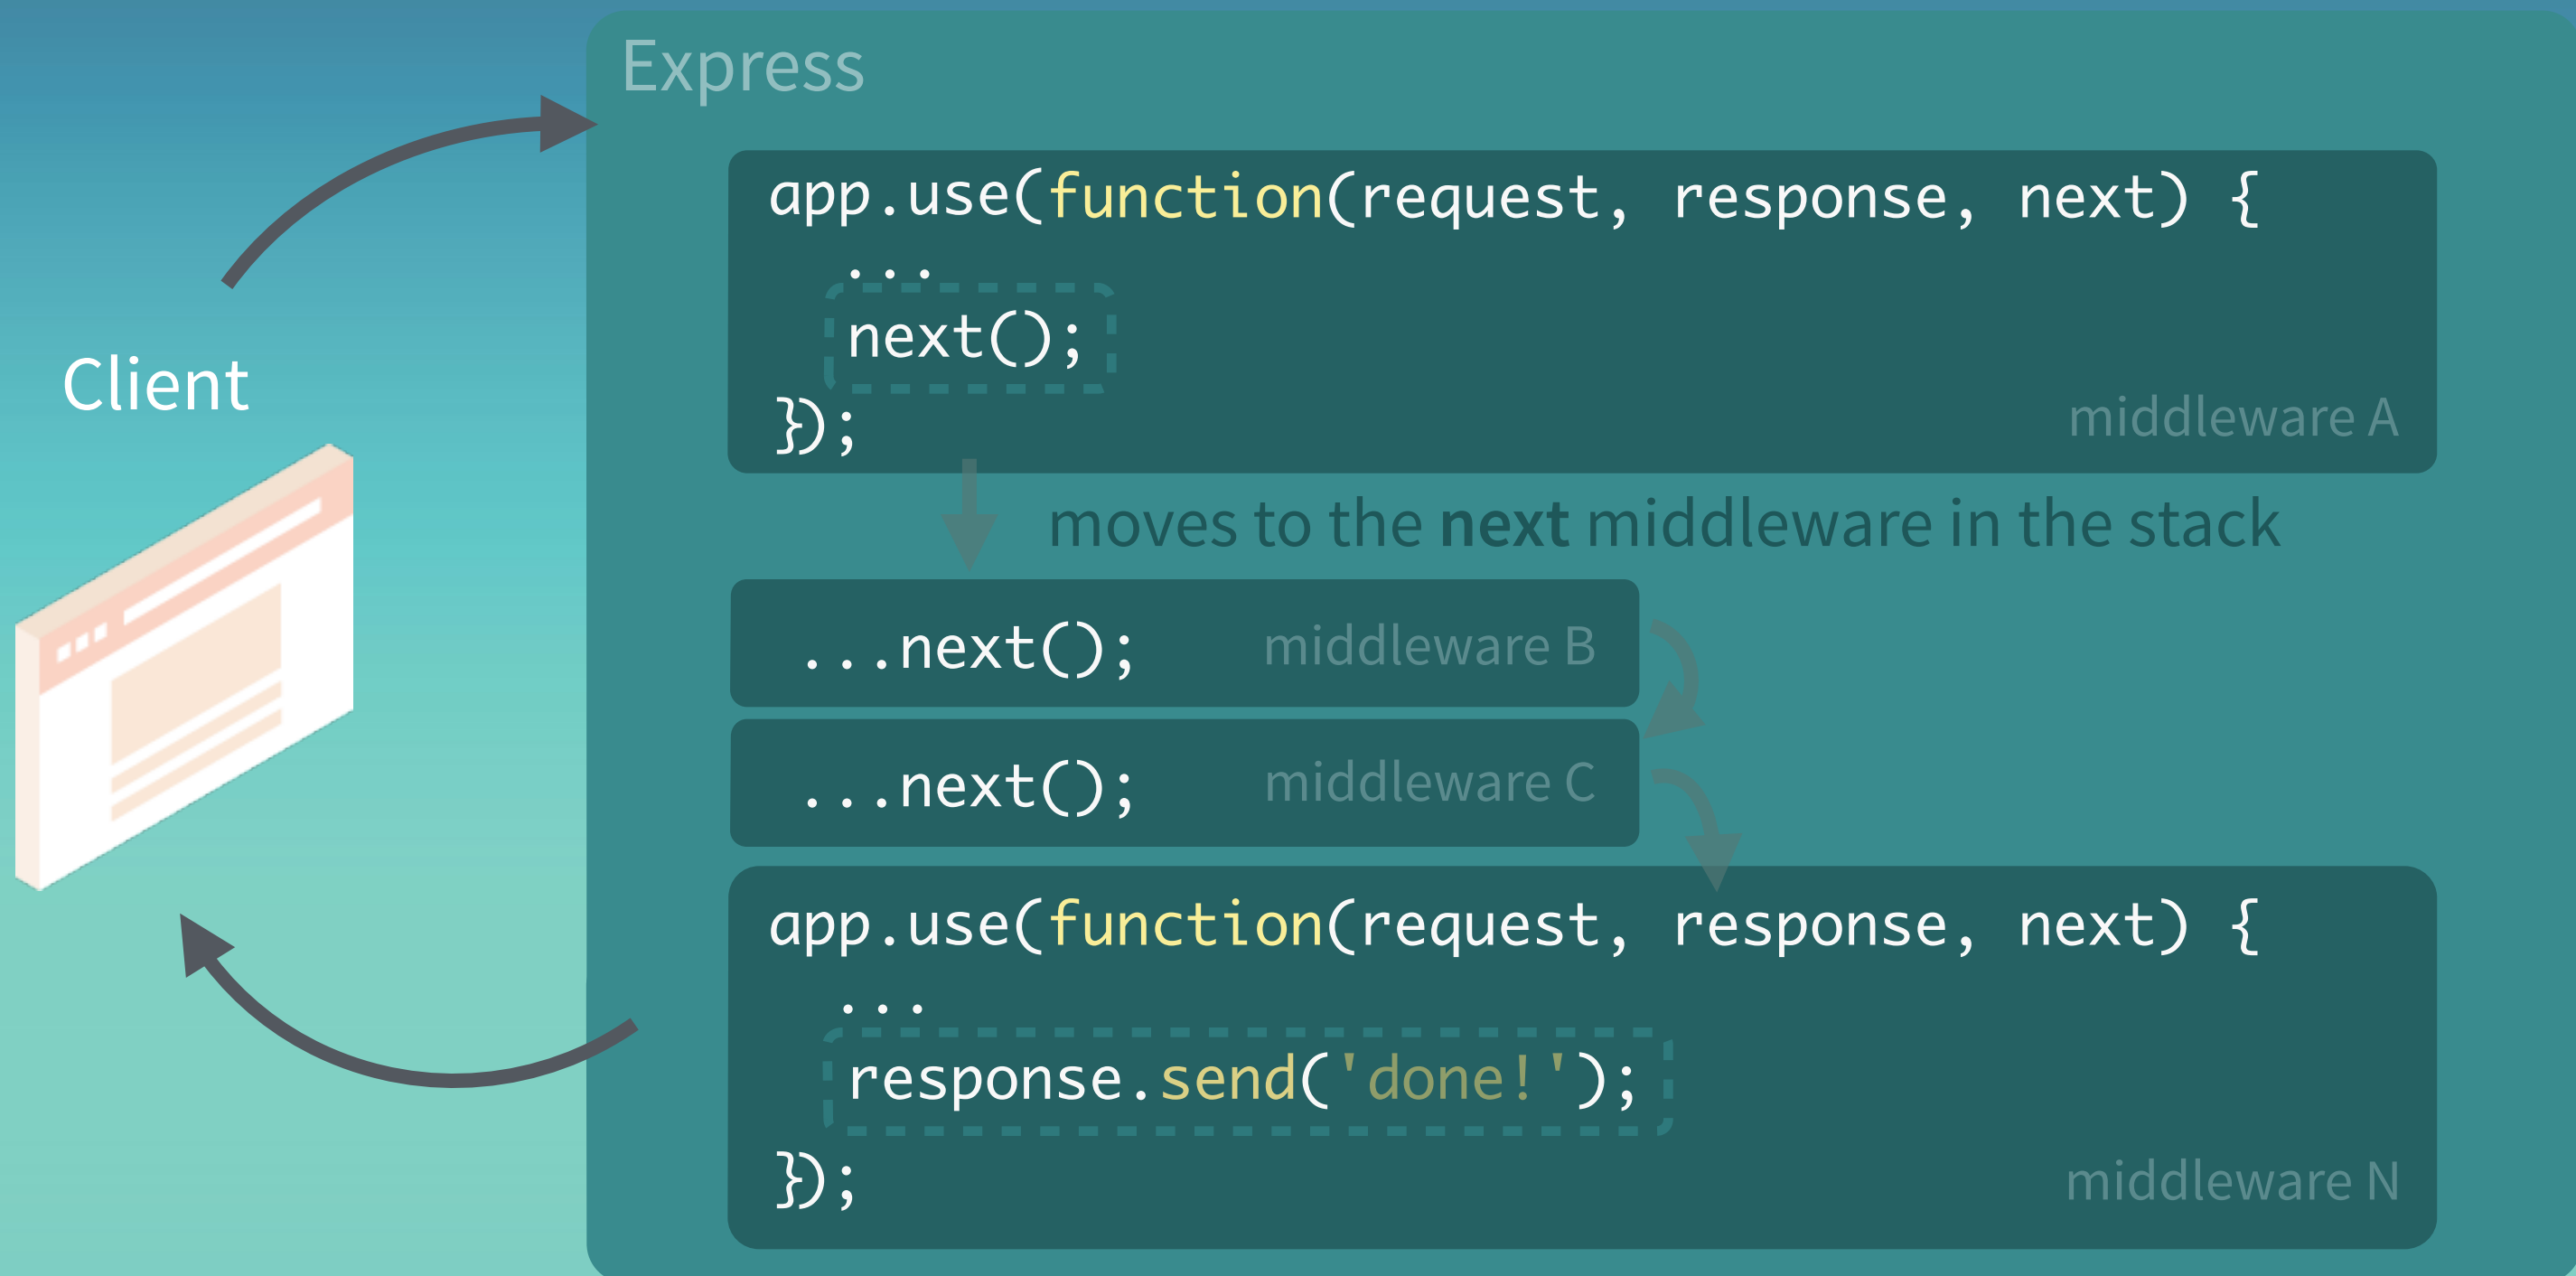 Express
app.use(function(request, response, next) {
...
next();
});
middleware A
Client
moves to the next middleware in the stack
...next();
middleware B
...next();
middleware C
app.use(function(request, response, next) {
...
response.send('done!');
});
middleware N